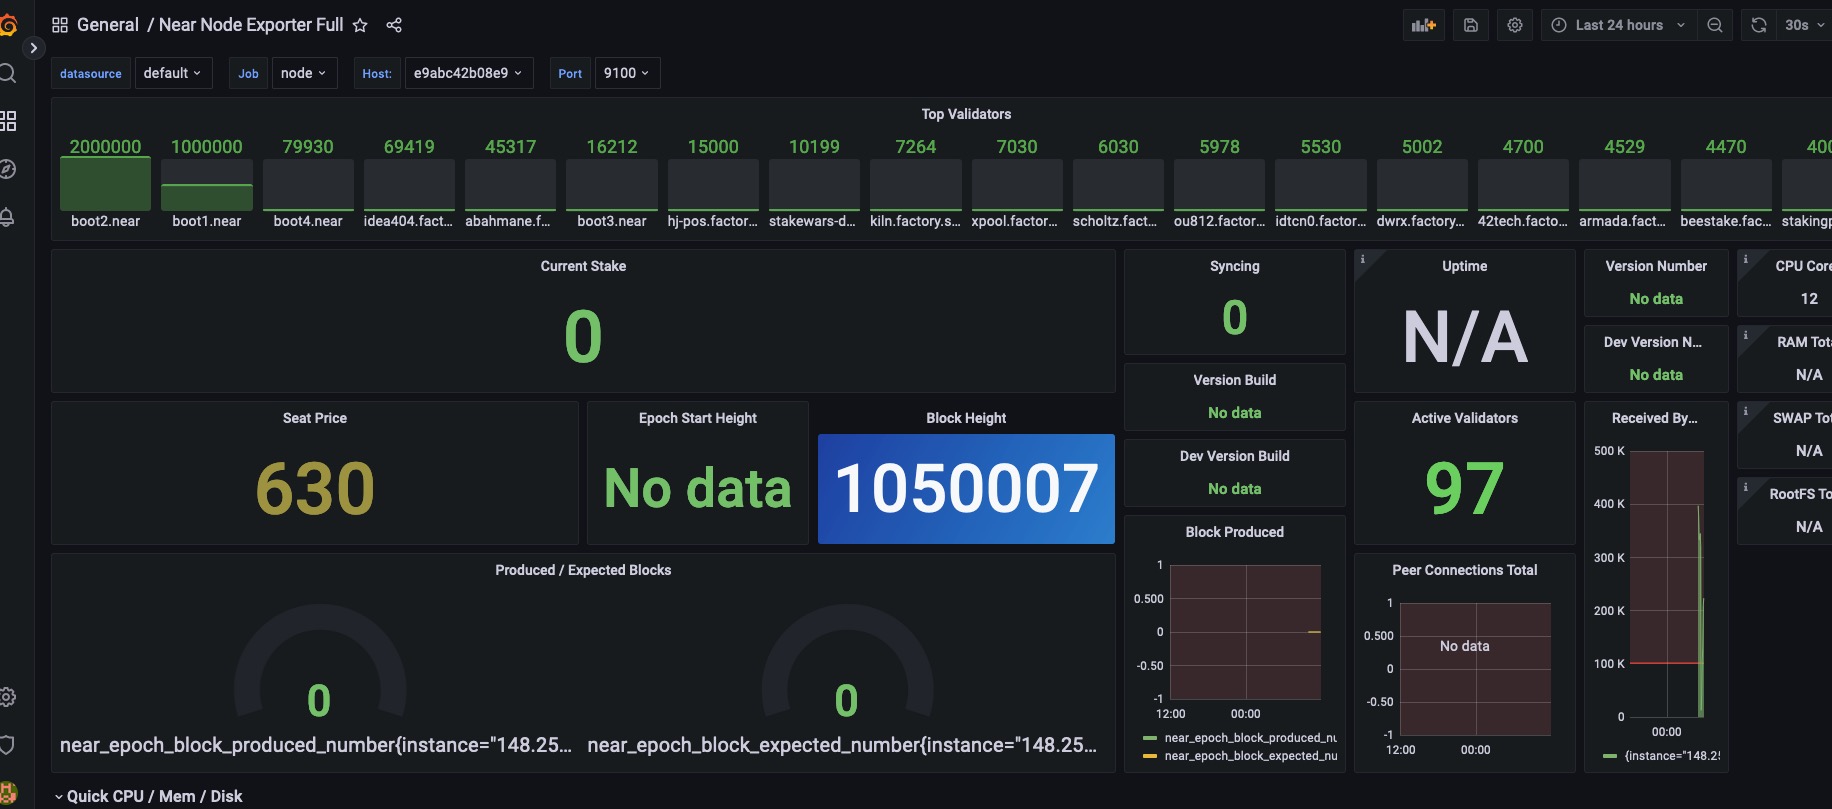 General / Near Node Exporter Full
Last 24 hours
30s
datasource default Job node Host: e9abc42b08e9 Port 9100
Top Validators
2000000 1000000 79930 69419 45317 16212 15000 10199 7264 7030 6030 5978 5530 5002 4700 4529 4470 400
boot2.near boot1.near boot4.near idea404.fact... abahmane.f... boot3.near hj-pos.factor... stakewars-d... kiln.factory.s... xpool.factor... scholtz.fact... ou812.factor... idtcn0.factor... dwrx.factory... 42tech.facto... armada.fact... beestake.fac... stakingp
Current Stake
0
Syncing
0
Uptime
N/A
Version Number
No data
CPU Core
12
Dev Version N...
No data
RAM Tota
N/A
Version Build
No data
Seat Price
630
Epoch Start Height
No data
Block Height
1050007
Dev Version Build
No data
Active Validators
97
Received By...
500 K
400 K
300 K
200 K
100 K
0
00:00
{instance="148.25
SWAP Tot
N/A
RootFS To
N/A
Produced / Expected Blocks
0
near_epoch_block_produced_number{instance="148.25...
0
near_epoch_block_expected_number{instance="148.25...
Block Produced
1
0.500
0
-0.50
-1
12:00 00:00
near_epoch_block_produced_nu
near_epoch_block_expected_nu
Peer Connections Total
1
0.500
No data
0
-0.50
-1
12:00 00:00
Quick CPU / Mem / Disk